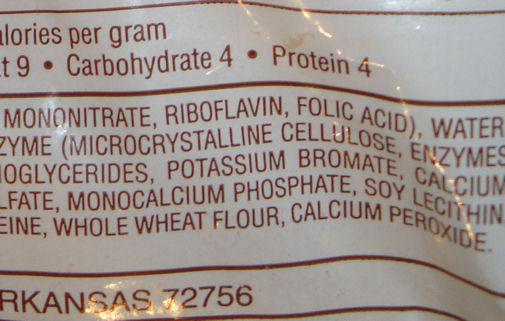 alories per gram
t 9 • Carbohydrate 4 • Protein 4
MONONITRATE, RIBOFLAVIN, FOLIC ACID), WATER
ZYME (MICROCRYSTALLINE CELLULOSE, ENZYMES
OGLYCERIDES, POTASSIUM BROMATE, CALCIUM
LFATE, MONOCALCIUM PHOSPHATE, SOY LECITHIN
EINE, WHOLE WHEAT FLOUR, CALCIUM PEROXIDE.
RKANSAS 72756